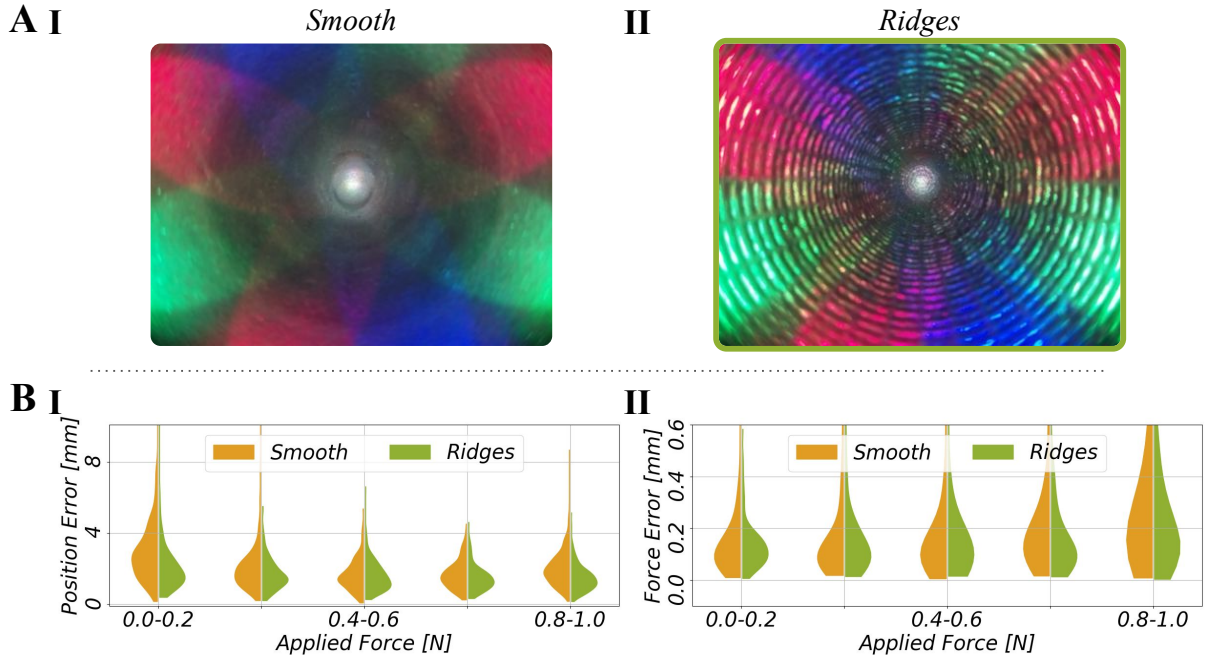 A I Smooth II Ridges
B I II
Position Error [mm]
8
4
0
Smooth Ridges
0.0-0.2 0.4-0.6 0.8-1.0
Applied Force [N]
Force Error [mm]
0.6
0.4
0.2
0.0
Smooth Ridges
0.0-0.2 0.4-0.6 0.8-1.0
Applied Force [N]